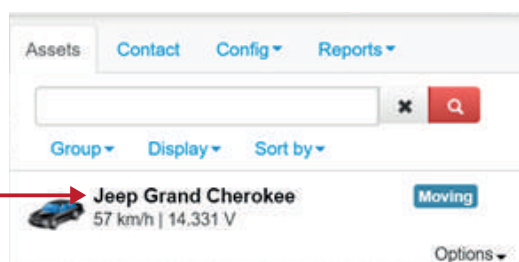 Assets Contact Config Reports
Group Display Sort by
Jeep Grand Cherokee Moving
57 km/h | 14.331 V
Options